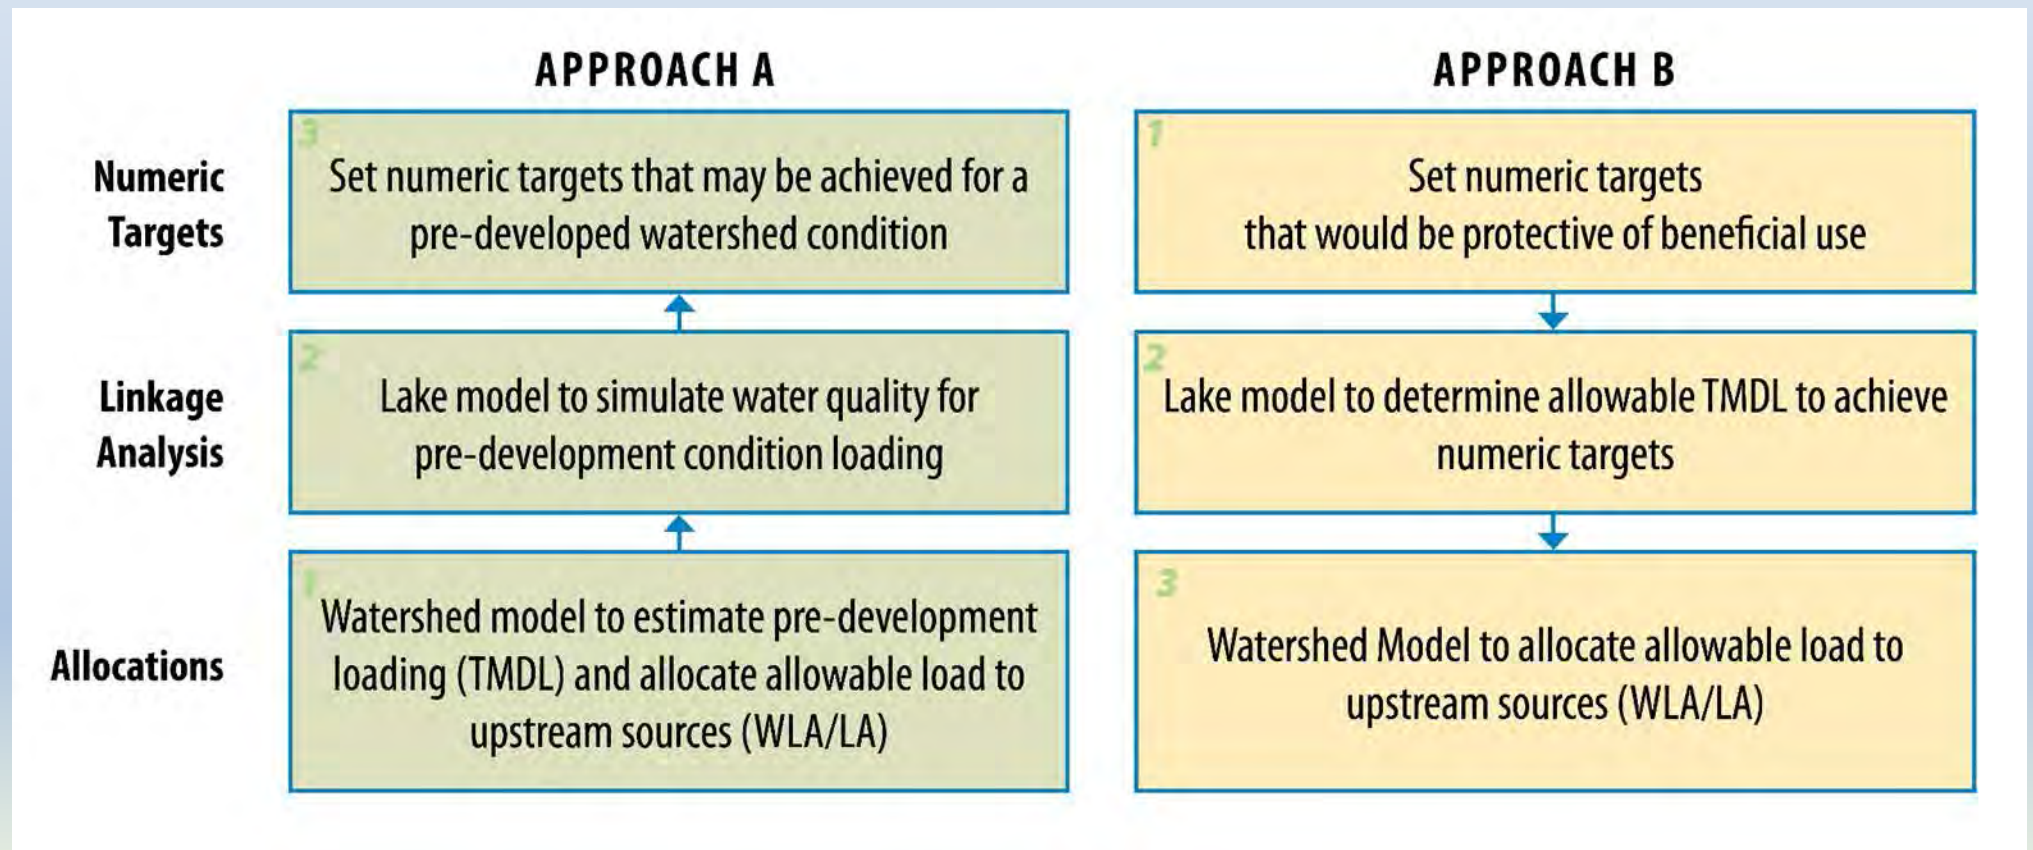 APPROACH A
APPROACH B
Numeric
Targets
3
Set numeric targets that may be achieved for a
pre-developed watershed condition
1
Set numeric targets
that would be protective of beneficial use
Linkage
Analysis
2
Lake model to simulate water quality for
pre-development condition loading
2
Lake model to determine allowable TMDL to achieve
numeric targets
Allocations
1
Watershed model to estimate pre-development
loading (TMDL) and allocate allowable load to
upstream sources (WLA/LA)
3
Watershed Model to allocate allowable load to
upstream sources (WLA/LA)